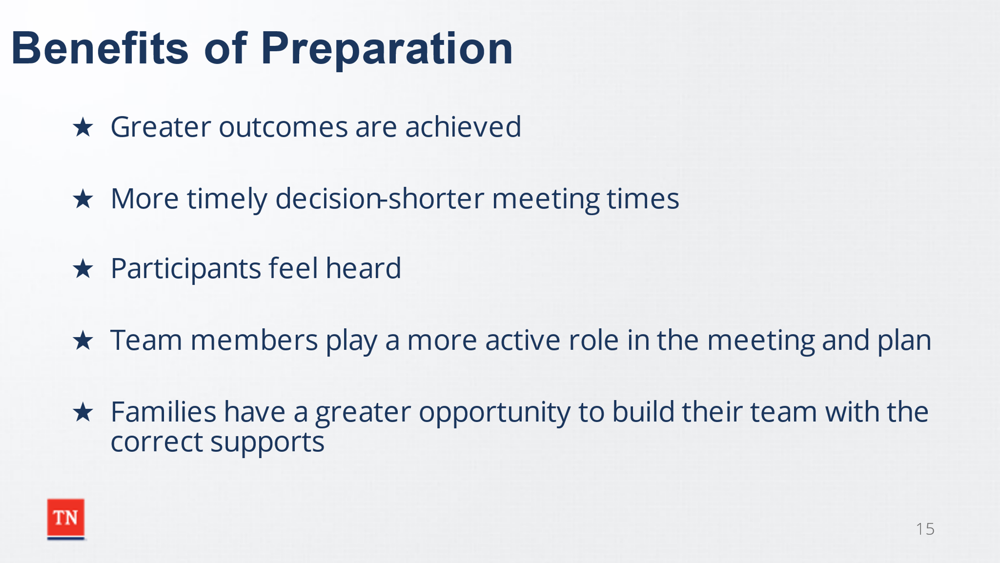 Benefits of Preparation
★ Greater outcomes are achieved
★ More timely decision-shorter meeting times
★ Participants feel heard
★ Team members play a more active role in the meeting and plan
★ Families have a greater opportunity to build their team with the
correct supports
TN
15